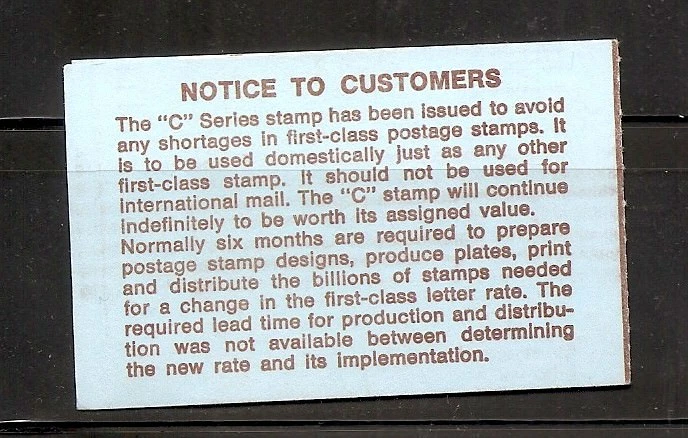 NOTICE TO CUSTOMERS
The "C" Series stamp has been issued to avoid
any shortages in first-class postage stamps. It
is to be used domestically just as any other
first-class stamp. It should not be used for
international mail. The "C" stamp will continue
indefinitely to be worth its assigned value.
Normally six months are required to prepare
postage stamp designs, produce plates, print
and distribute the billions of stamps needed
for a change in the first-class letter rate. The
required lead time for production and distribu-
tion was not available between determining
the new rate and its implementation.